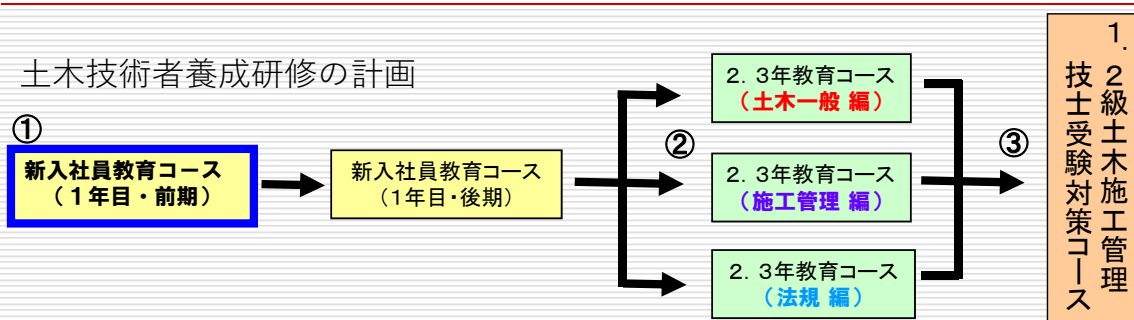 土木技術者養成研修の計画
①
新入社員教育コース
（１年目・前期）
新入社員教育コース
（1年目・後期）
②
２．３年教育コース
（土木一般 編）
２．３年教育コース
（施工管理 編）
２．３年教育コース
（法規 編）
③
１．２級土木施工管理
技士受験対策コース